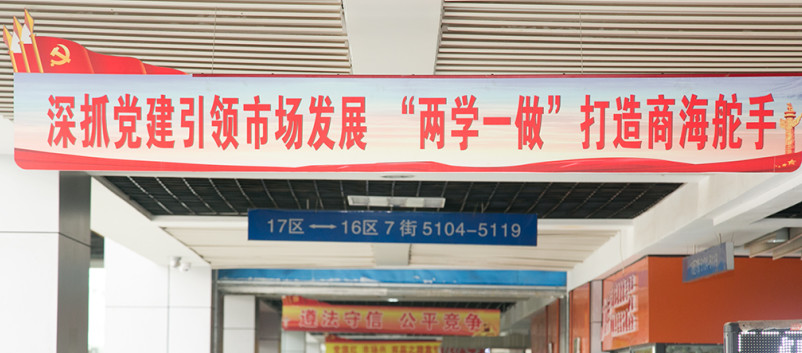 深抓党建引领市场发展 “两学一做”打造商海舵手
17区 ⟷ 16区 7街 5104-5119
遵法守信 公平竞争